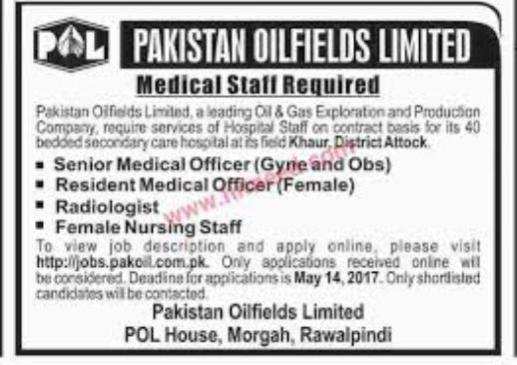 POL PAKISTAN OILFIELDS LIMITED
Medical Staff Required
Pakistan Oilfields Limited, a leading Oil & Gas Exploration and Production
Company, require services of Hospital Staff on contract basis for its 40
bedded secondary care hospital at its field Khaur, District Attock.
▪ Senior Medical Officer (Gyne and Obs)
▪ Resident Medical Officer (Female)
▪ Radiologist
▪ Female Nursing Staff
To view job description and apply online, please visit
http://jobs.pakoil.com.pk. Only applications received online will
be considered. Deadline for applications is May 14, 2017. Only shortlisted
candidates will be contacted.
Pakistan Oilfields Limited
POL House, Morgah, Rawalpindi